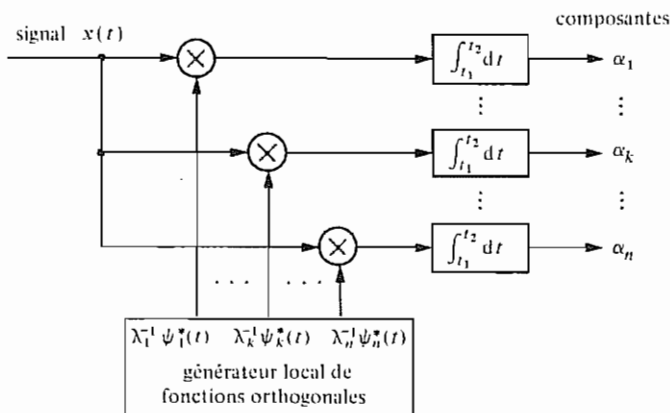 composantes
signal x(t)
∫_{t₁}^{t₂} dt α₁
⋮ ⋮
∫_{t₁}^{t₂} dt α_k
⋮ ⋮
∫_{t₁}^{t₂} dt α_n
. . . . . .
λ₁⁻¹ ψ₁*(t) λ_k⁻¹ ψ_k*(t) λ_n⁻¹ ψ_n*(t)
générateur local de
fonctions orthogonales